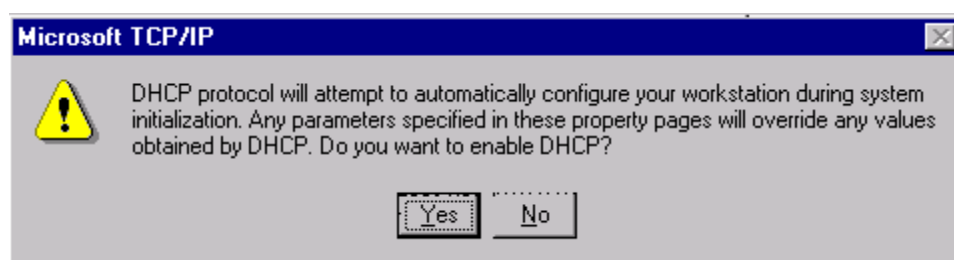 Microsoft TCP/IP
DHCP protocol will attempt to automatically configure your workstation during system
initialization. Any parameters specified in these property pages will override any values
obtained by DHCP. Do you want to enable DHCP?
Yes No